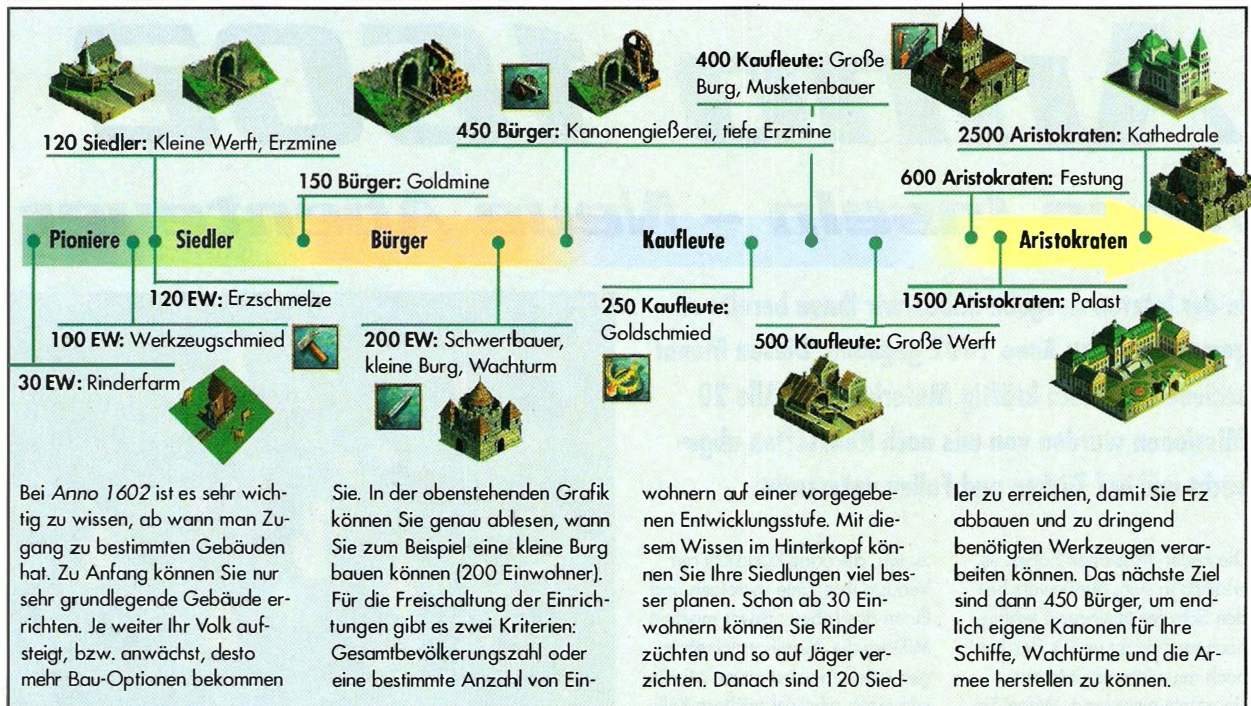 400 Kaufleute: Große
Burg, Musketenbauer
120 Siedler: Kleine Werft, Erzmine
450 Bürger: Kanonengießerei, tiefe Erzmine
2500 Aristokraten: Kathedrale
150 Bürger: Goldmine
600 Aristokraten: Festung
Pioniere
Siedler
Bürger
Kaufleute
Aristokraten
120 EW: Erzschmelze
100 EW: Werkzeugschmied
30 EW: Rinderfarm
200 EW: Schwertbauer,
kleine Burg, Wachturm
250 Kaufleute:
Goldschmied
500 Kaufleute: Große Werft
1500 Aristokraten: Palast
Bei Anno 1602 ist es sehr wich-
tig zu wissen, ab wann man Zu-
gang zu bestimmten Gebäuden
hat. Zu Anfang können Sie nur
sehr grundlegende Gebäude er-
richten. Je weiter Ihr Volk auf-
steigt, bzw. anwächst, desto
mehr Bau-Optionen bekommen
Sie. In der obenstehenden Grafik
können Sie genau ablesen, wann
Sie zum Beispiel eine kleine Burg
bauen können (200 Einwohner).
Für die Freischaltung der Einrich-
tungen gibt es zwei Kriterien:
Gesamtbevölkerungszahl oder
eine bestimmte Anzahl von Ein-
wohnern auf einer vorgegebe-
nen Entwicklungsstufe. Mit die-
sem Wissen im Hinterkopf kön-
nen Sie Ihre Siedlungen viel bes-
ser planen. Schon ab 30 Ein-
wohnern können Sie Rinder
züchten und so auf Jäger ver-
zichten. Danach sind 120 Sied-
ler zu erreichen, damit Sie Erz
abbauen und zu dringend
benötigten Werkzeugen verar-
beiten können. Das nächste Ziel
sind dann 450 Bürger, um end-
lich eigene Kanonen für Ihre
Schiffe, Wachtürme und die Ar-
mee herstellen zu können.